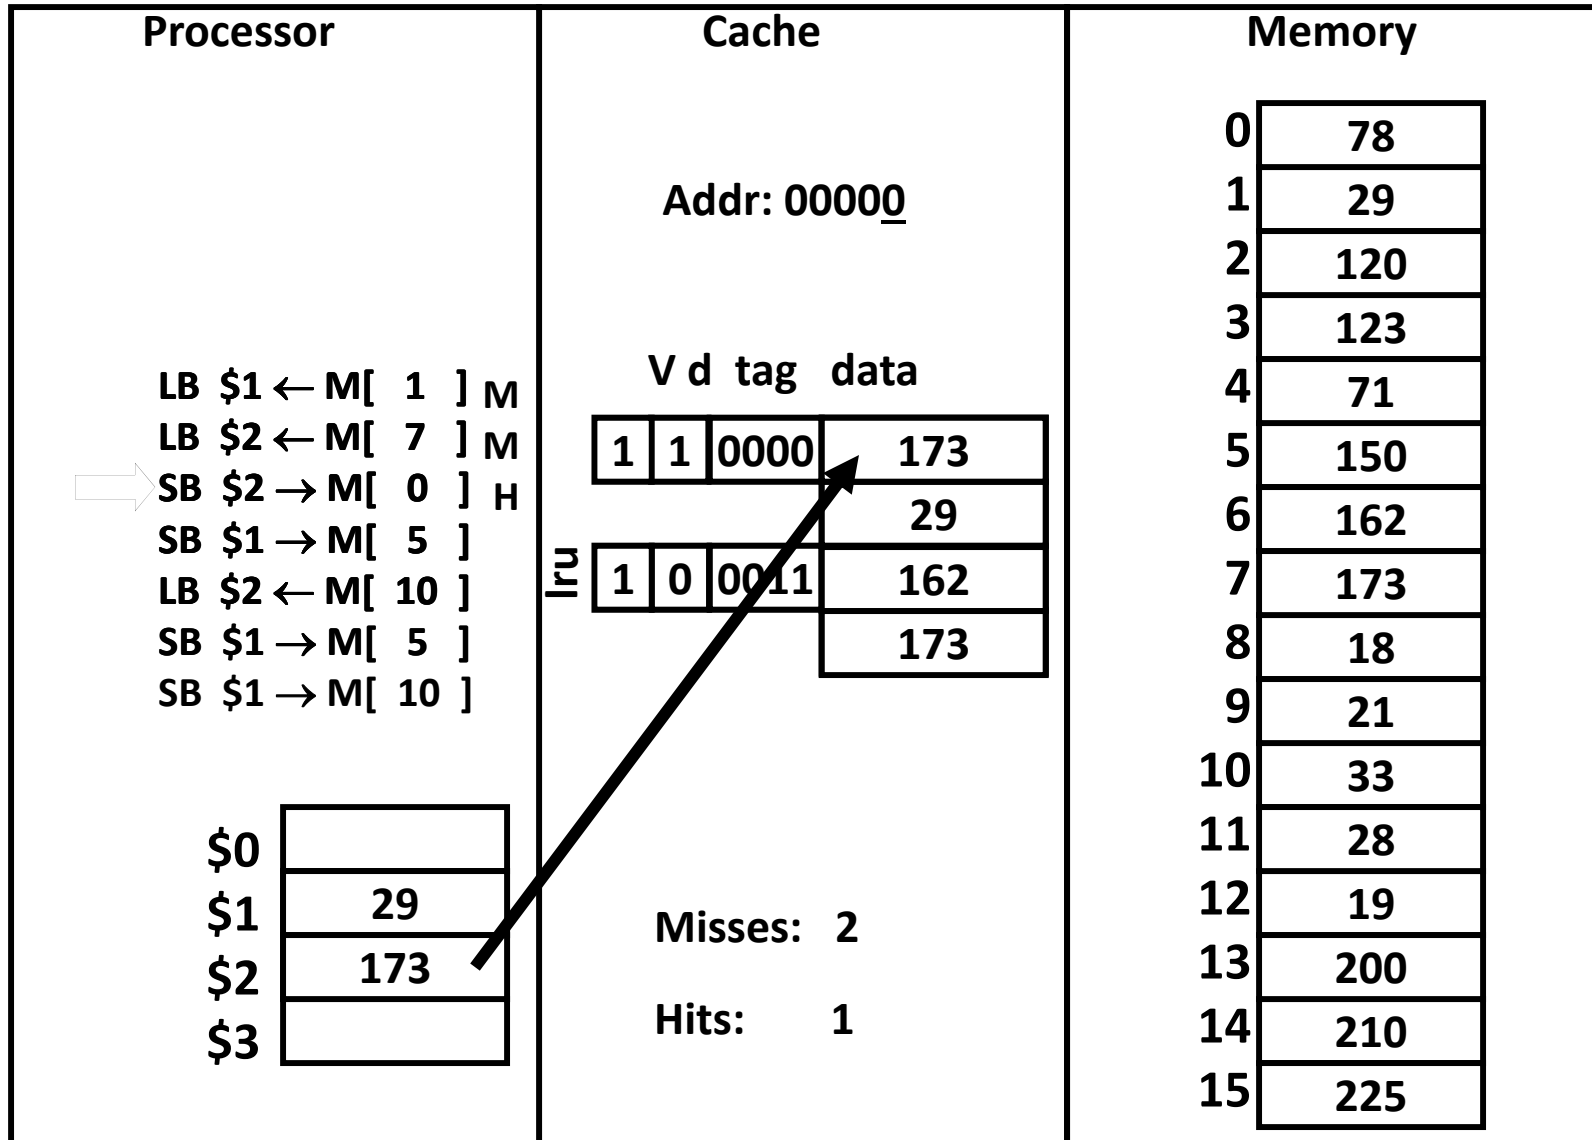 Processor
LB $1 ← M[ 1 ] M
LB $2 ← M[ 7 ] M
SB $2 → M[ 0 ] H
SB $1 → M[ 5 ]
LB $2 ← M[ 10 ]
SB $1 → M[ 5 ]
SB $1 → M[ 10 ]
$0
$1 29
$2 173
$3
Cache
Addr: 00000
V d tag data
1 1 0000 173
29
lru 1 0 0011 162
173
Misses: 2
Hits: 1
Memory
0 78
1 29
2 120
3 123
4 71
5 150
6 162
7 173
8 18
9 21
10 33
11 28
12 19
13 200
14 210
15 225